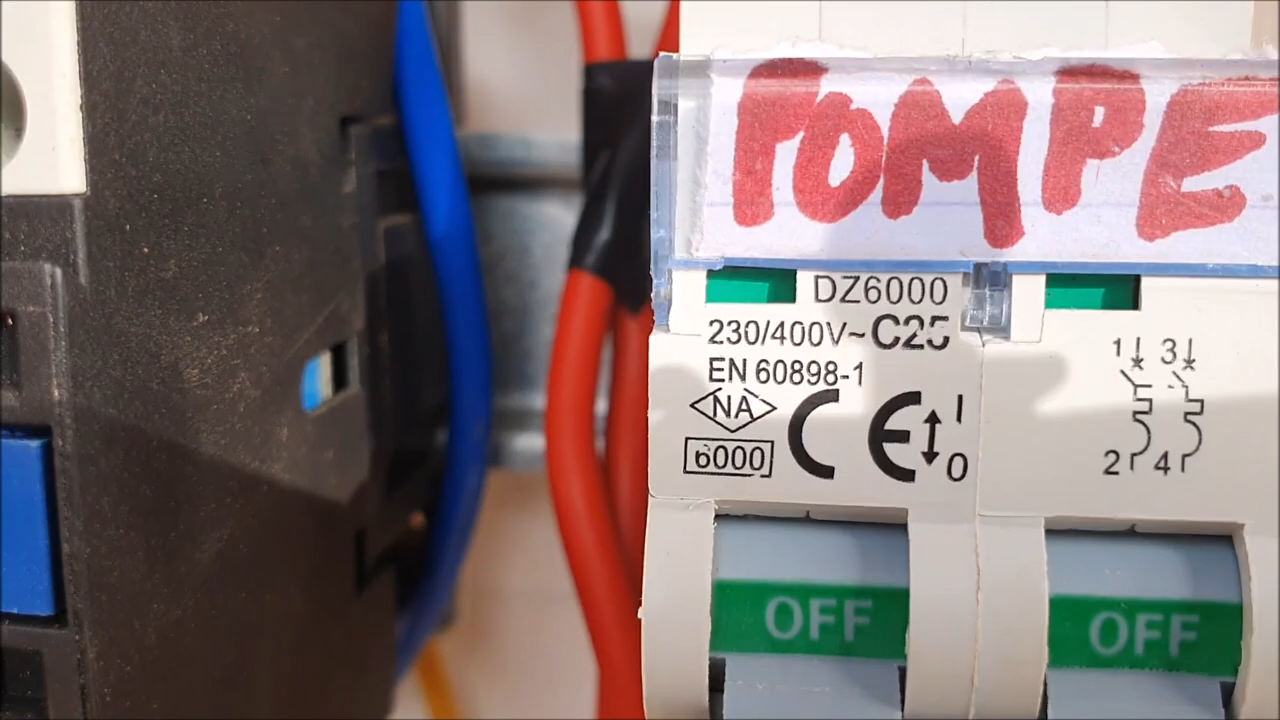 POMPE
DZ6000
230/400V~C25
EN 60898-1
NA
6000
CE
I
0
1 3
2 4
OFF
OFF